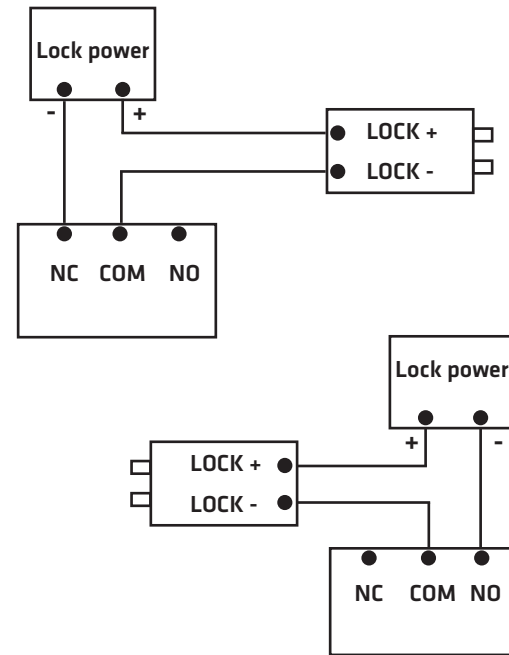 Lock power
- +
LOCK +
LOCK -
NC COM NO
Lock power
+ -
LOCK +
LOCK -
NC COM NO